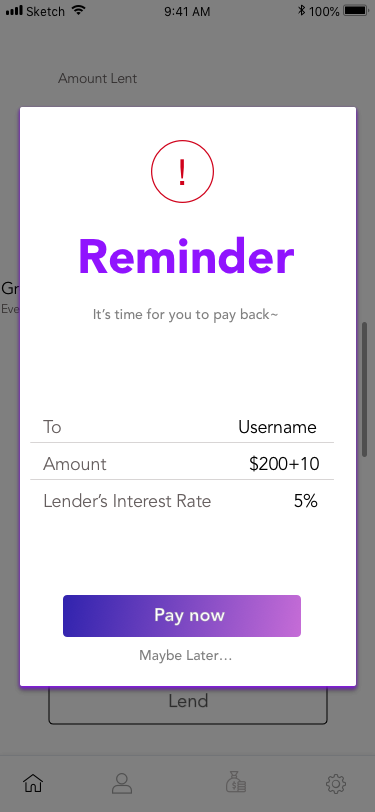 Sketch 9:41 AM 100%
Amount Lent
!
Reminder
Gr
It's time for you to pay back~
Eve
To Username
Amount $200+10
Lender's Interest Rate 5%
Pay now
Maybe Later...
Lend